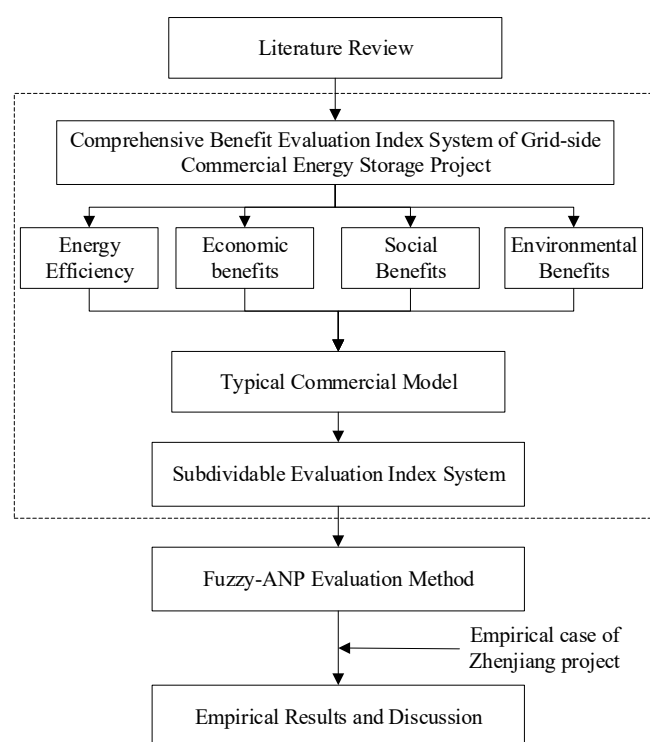 Literature Review
Comprehensive Benefit Evaluation Index System of Grid-side
Commercial Energy Storage Project
Energy
Efficiency
Economic
benefits
Social
Benefits
Environmental
Benefits
Typical Commercial Model
Subdividable Evaluation Index System
Fuzzy-ANP Evaluation Method
Empirical case of
Zhenjiang project
Empirical Results and Discussion